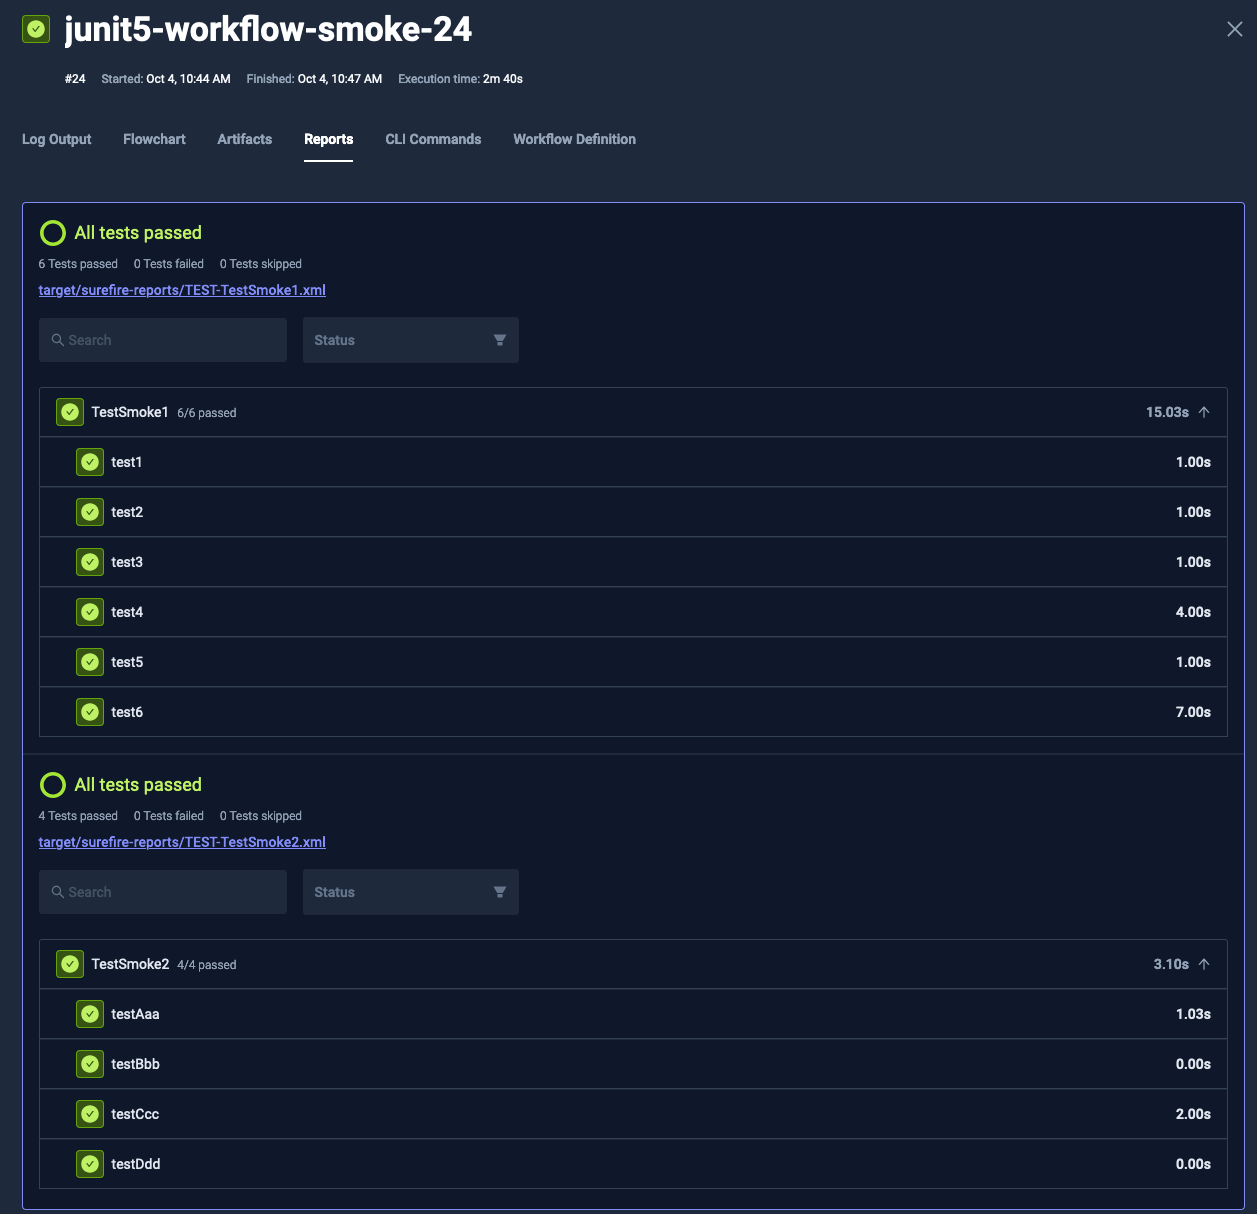 junit5-workflow-smoke-24
#24 Started: Oct 4, 10:44 AM Finished: Oct 4, 10:47 AM Execution time: 2m 40s
Log Output Flowchart Artifacts Reports CLI Commands Workflow Definition
All tests passed
6 Tests passed 0 Tests failed 0 Tests skipped
target/surefire-reports/TEST-TestSmoke1.xml
Search Status
TestSmoke1 6/6 passed 15.03s
test1 1.00s
test2 1.00s
test3 1.00s
test4 4.00s
test5 1.00s
test6 7.00s
All tests passed
4 Tests passed 0 Tests failed 0 Tests skipped
target/surefire-reports/TEST-TestSmoke2.xml
Search Status
TestSmoke2 4/4 passed 3.10s
testAaa 1.03s
testBbb 0.00s
testCcc 2.00s
testDdd 0.00s